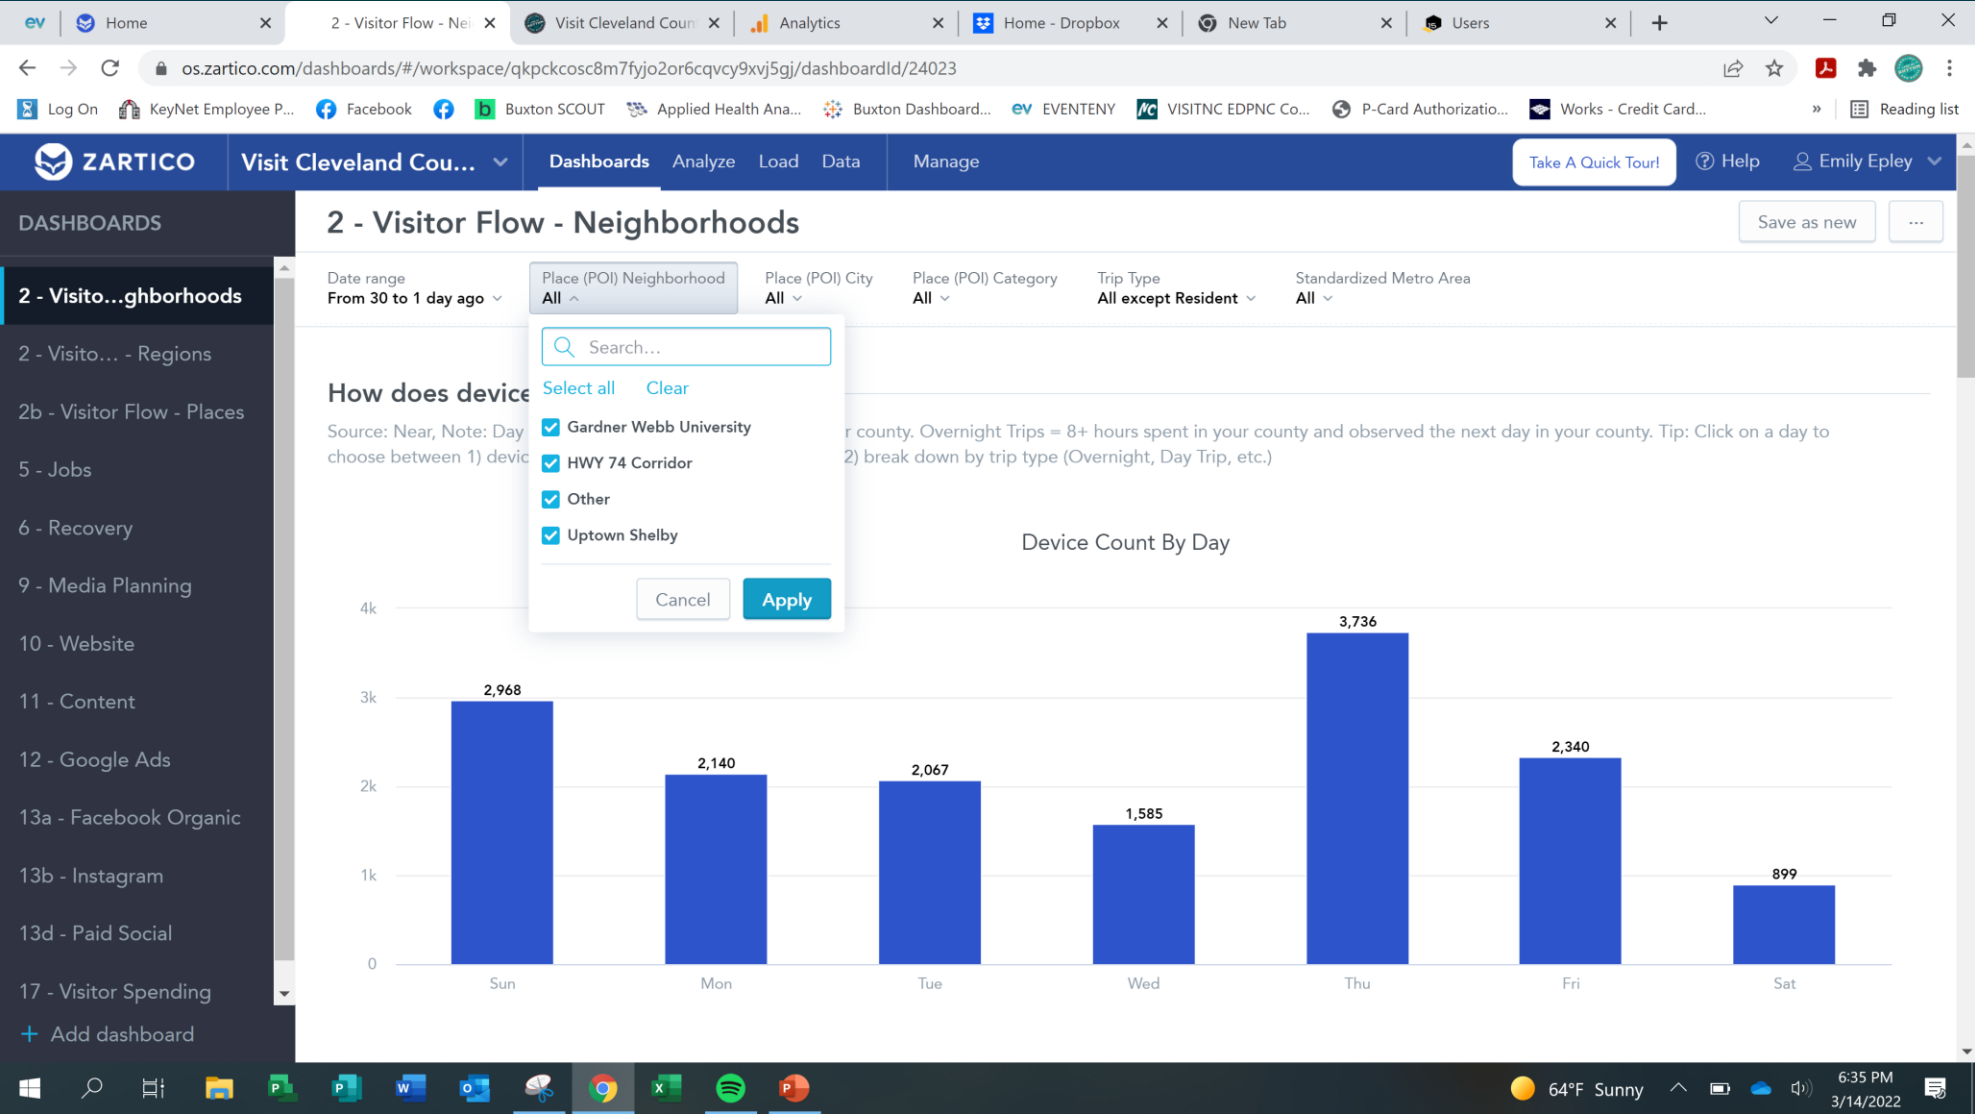 ev Home 2 - Visitor Flow - Nei Visit Cleveland Coun Analytics Home - Dropbox New Tab Users
os.zartico.com/dashboards/#/workspace/qkpckcosc8m7fyjo2or6cqvcy9xvj5gj/dashboardId/24023
Log On KeyNet Employee P... Facebook b Buxton SCOUT Applied Health Ana... Buxton Dashboard... ev EVENTENY NC VISITNC EDPNC Co... P-Card Authorizatio... Works - Credit Card... » Reading list
ZARTICO Visit Cleveland Cou... Dashboards Analyze Load Data Manage Take A Quick Tour! ? Help Emily Epley
DASHBOARDS
2 - Visito...ghborhoods
2 - Visito... - Regions
2b - Visitor Flow - Places
5 - Jobs
6 - Recovery
9 - Media Planning
10 - Website
11 - Content
12 - Google Ads
13a - Facebook Organic
13b - Instagram
13d - Paid Social
17 - Visitor Spending
+ Add dashboard
2 - Visitor Flow - Neighborhoods
Save as new ...
Date range
From 30 to 1 day ago
Place (POI) Neighborhood
All
Place (POI) City
All
Place (POI) Category
All
Trip Type
All except Resident
Standardized Metro Area
All
Search...
Select all Clear
Gardner Webb University
HWY 74 Corridor
Other
Uptown Shelby
Cancel Apply
How does device
Source: Near, Note: Day r county. Overnight Trips = 8+ hours spent in your county and observed the next day in your county. Tip: Click on a day to
choose between 1) devic 2) break down by trip type (Overnight, Day Trip, etc.)
Device Count By Day
4k
3k
2k
1k
0
2,968
2,140
2,067
1,585
3,736
2,340
899
Sun Mon Tue Wed Thu Fri Sat
64°F Sunny
6:35 PM
3/14/2022